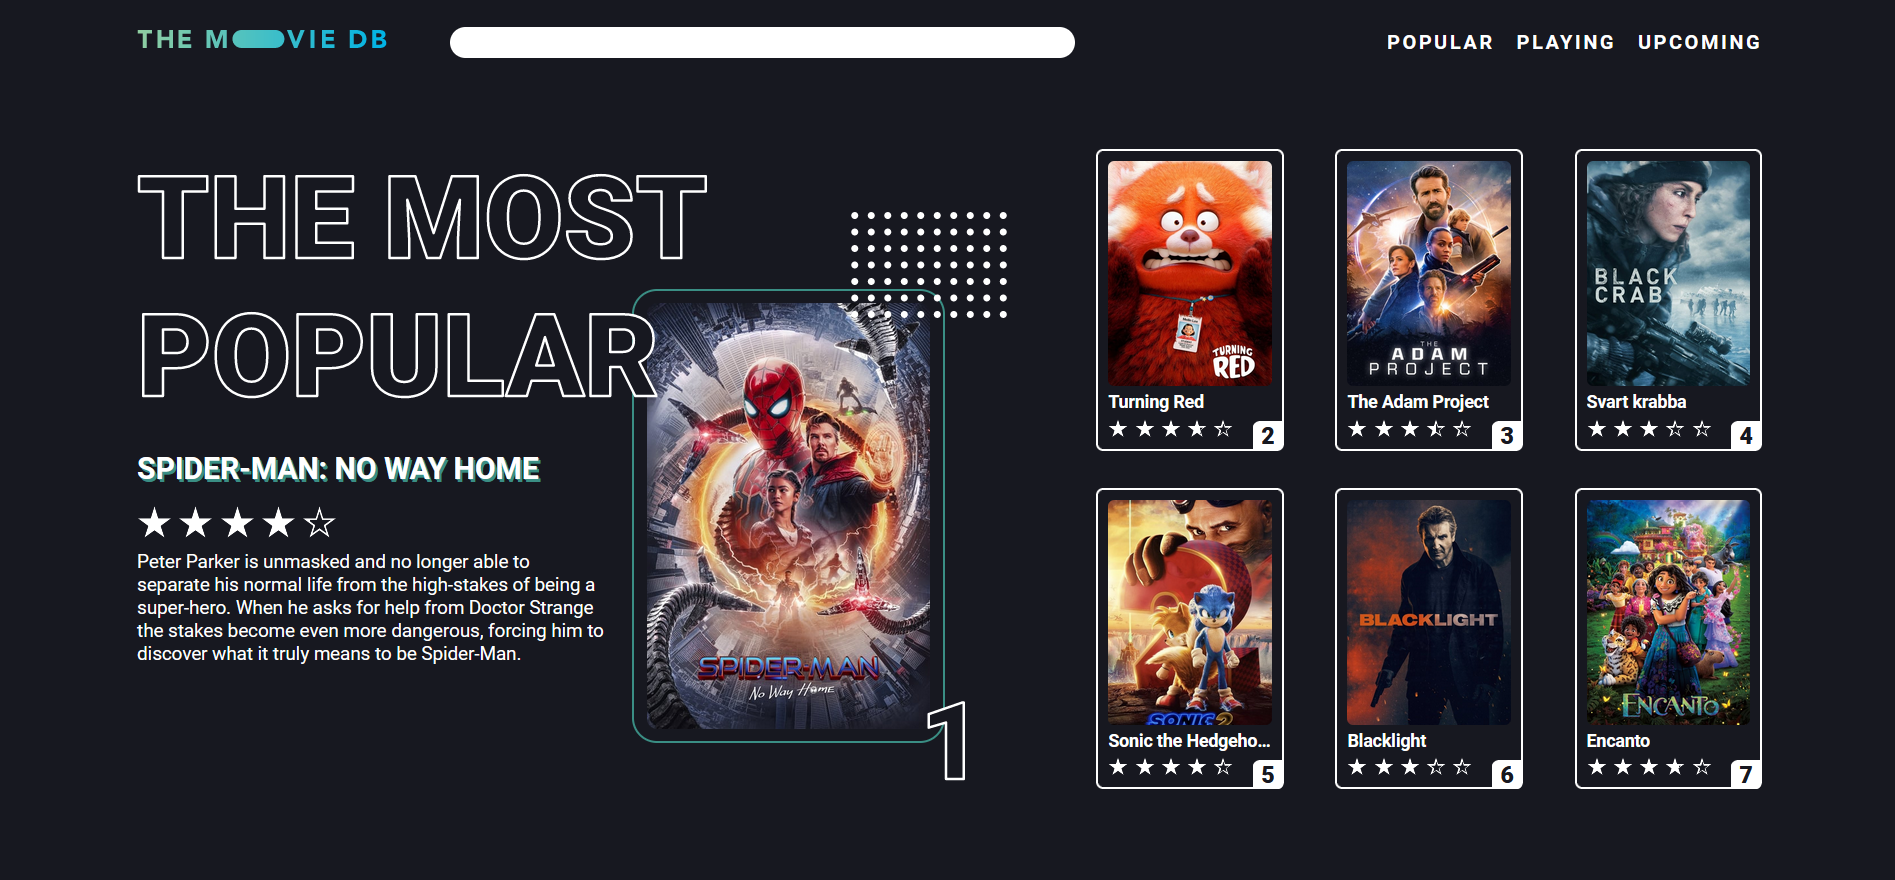 THE MOVIE DB
POPULAR PLAYING UPCOMING
THE MOST
POPULAR
SPIDER-MAN: NO WAY HOME
Peter Parker is unmasked and no longer able to
separate his normal life from the high-stakes of being a
super-hero. When he asks for help from Doctor Strange
the stakes become even more dangerous, forcing him to
discover what it truly means to be Spider-Man.
SPIDER-MAN
No Way Home
1
TURNING
RED
Turning Red
2
THE
ADAM
PROJECT
The Adam Project
3
BLACK
CRAB
Svart krabba
4
SONIC 2
Sonic the Hedgeho...
5
BLACKLIGHT
Blacklight
6
ENCANTO
Encanto
7